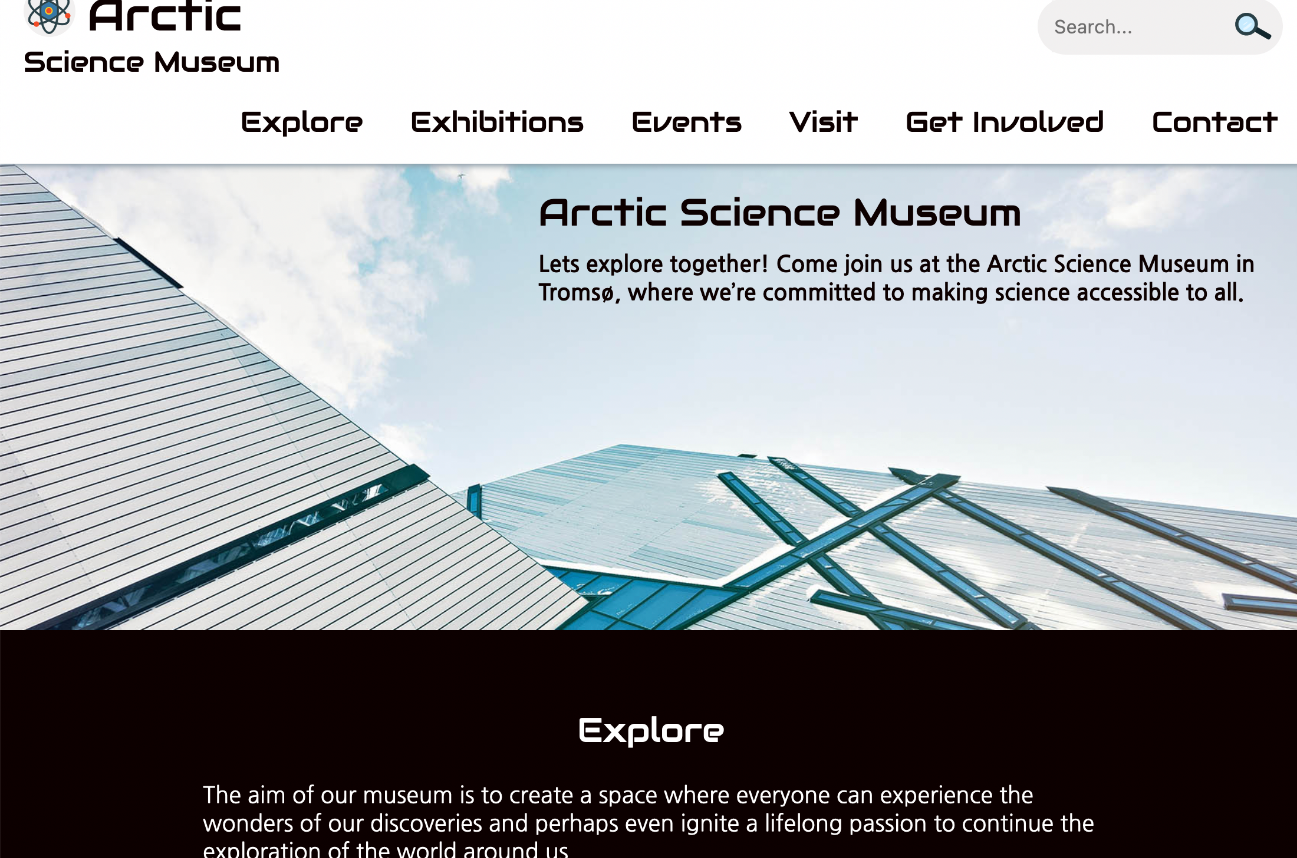 Arctic
Science Museum
Search...
Explore Exhibitions Events Visit Get Involved Contact
Arctic Science Museum
Lets explore together! Come join us at the Arctic Science Museum in
Tromsø, where we're committed to making science accessible to all.
Explore
The aim of our museum is to create a space where everyone can experience the
wonders of our discoveries and perhaps even ignite a lifelong passion to continue the
exploration of the world around us